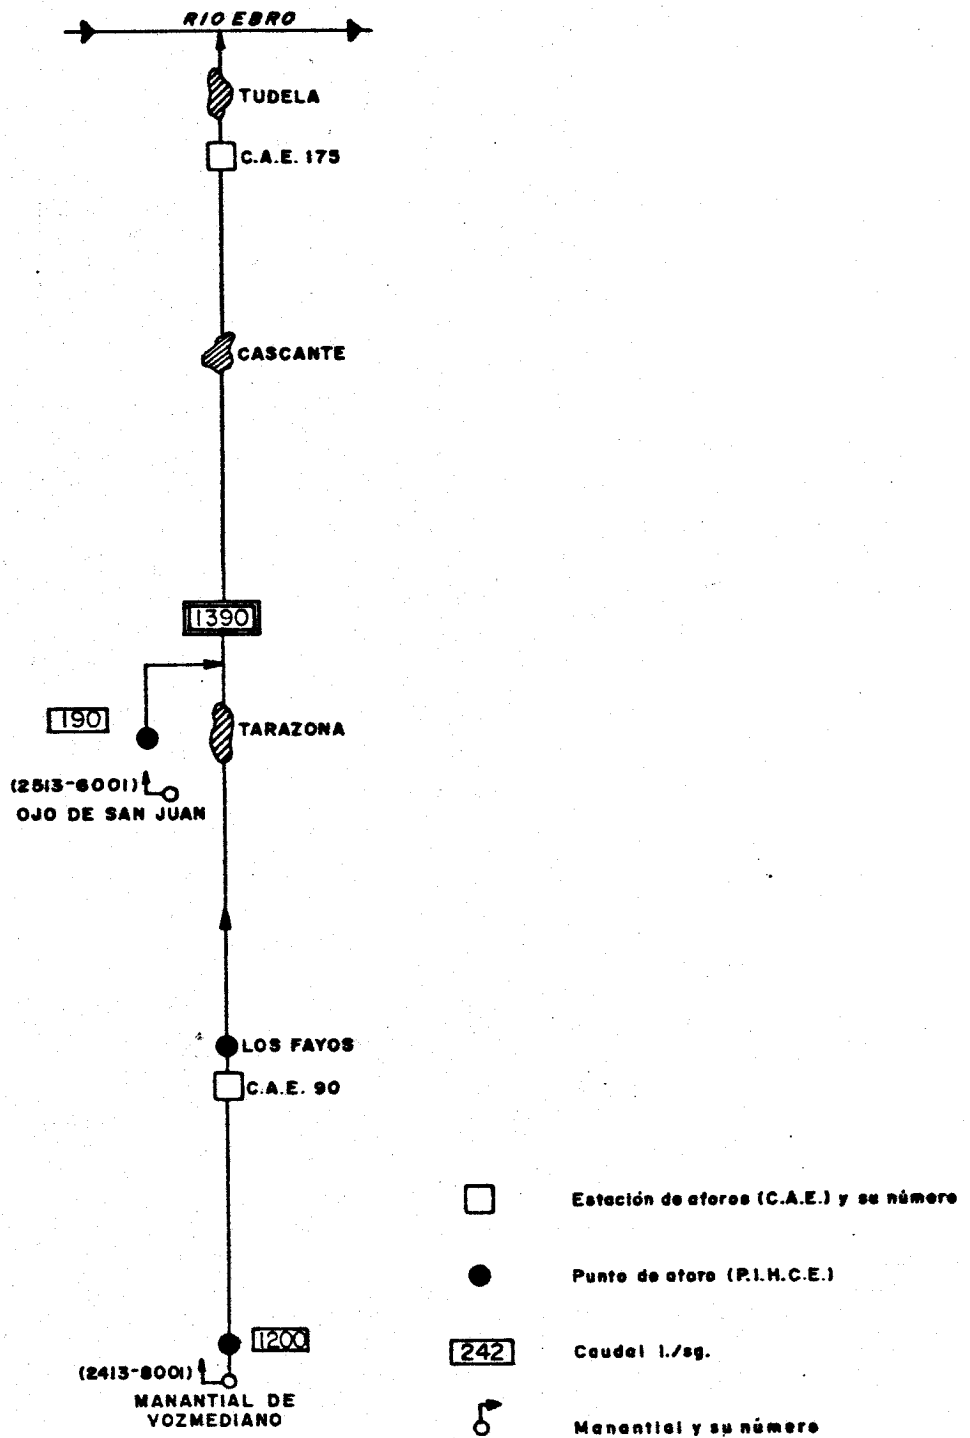 RIO EBRO
TUDELA
C.A.E. 175
CASCANTE
1390
190
TARAZONA
(2513-6001)
OJO DE SAN JUAN
LOS FAYOS
C.A.E. 90
1200
(2413-8001)
MANANTIAL DE
VOZMEDIANO
Estación de aforos (C.A.E.) y su número
Punto de aforo (P.I.H.C.E.)
242 Caudal l./sg.
Manantial y su número